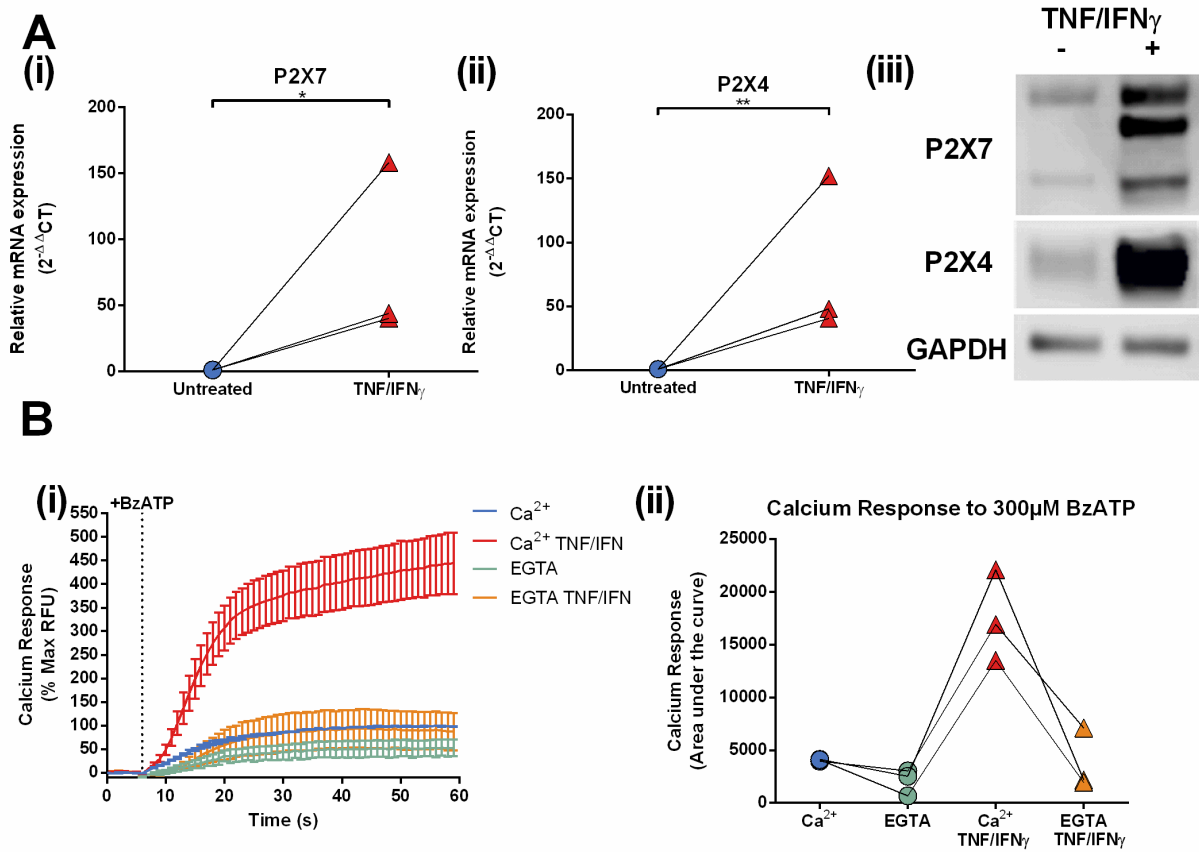 A
(i)
P2X7
*
200
150
100
50
0
Relative mRNA expression
(2-ΔΔCT)
Untreated
TNF/IFNγ
(ii)
P2X4
**
200
150
100
50
0
Relative mRNA expression
(2-ΔΔCT)
Untreated
TNF/IFNγ
(iii)
TNF/IFNγ
- +
P2X7
P2X4
GAPDH
B
(i)
+BzATP
550
500
450
400
350
300
250
200
150
100
50
0
Calcium Response
(% Max RFU)
0 10 20 30 40 50 60
Time (s)
Ca2+
Ca2+ TNF/IFN
EGTA
EGTA TNF/IFN
(ii)
Calcium Response to 300µM BzATP
25000
20000
15000
10000
5000
0
Calcium Response
(Area under the curve)
Ca2+
EGTA
Ca2+
TNF/IFNγ
EGTA
TNF/IFNγ